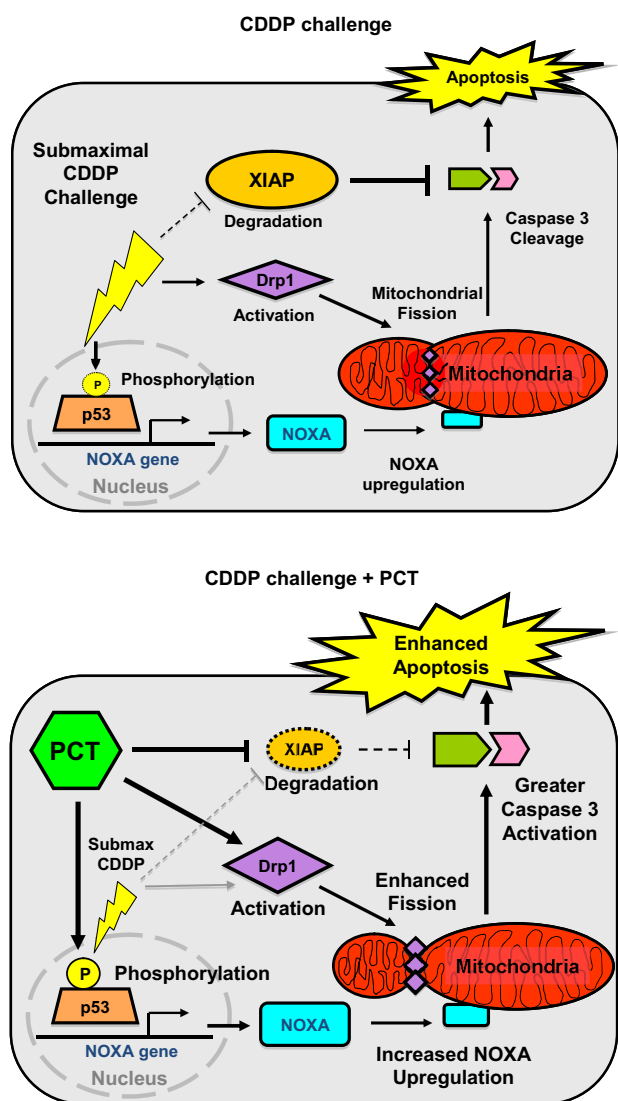 CDDP challenge
Apoptosis
Submaximal
CDDP
Challenge
XIAP
Degradation
Caspase 3
Cleavage
Drp1
Activation
Mitochondrial
Fission
Mitochondria
P
Phosphorylation
p53
NOXA gene
Nucleus
NOXA
NOXA
upregulation
CDDP challenge + PCT
Enhanced
Apoptosis
PCT
XIAP
Degradation
Greater
Caspase 3
Activation
Submax
CDDP
Drp1
Activation
Enhanced
Fission
Mitochondria
P
Phosphorylation
p53
NOXA gene
Nucleus
NOXA
Increased NOXA
Upregulation